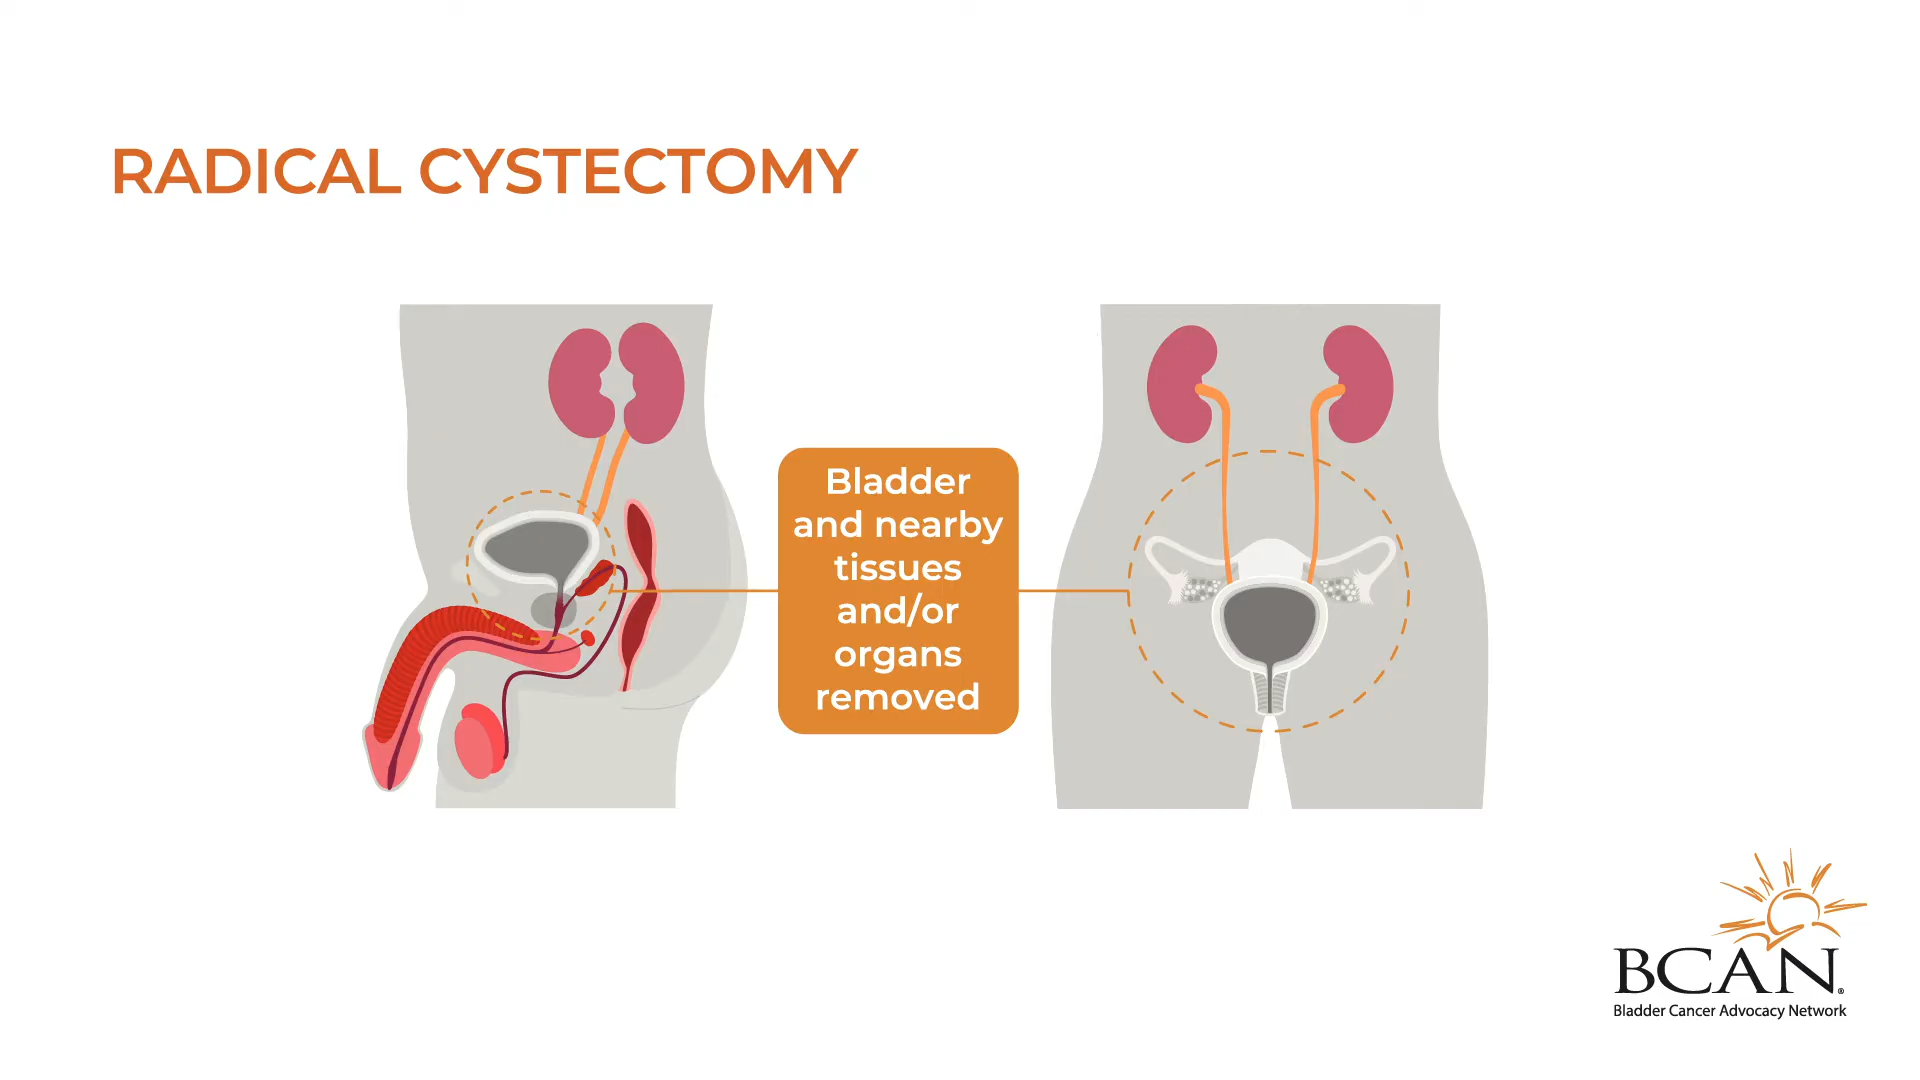 RADICAL CYSTECTOMY
Bladder
and nearby
tissues
and/or
organs
removed
BCAN®
Bladder Cancer Advocacy Network